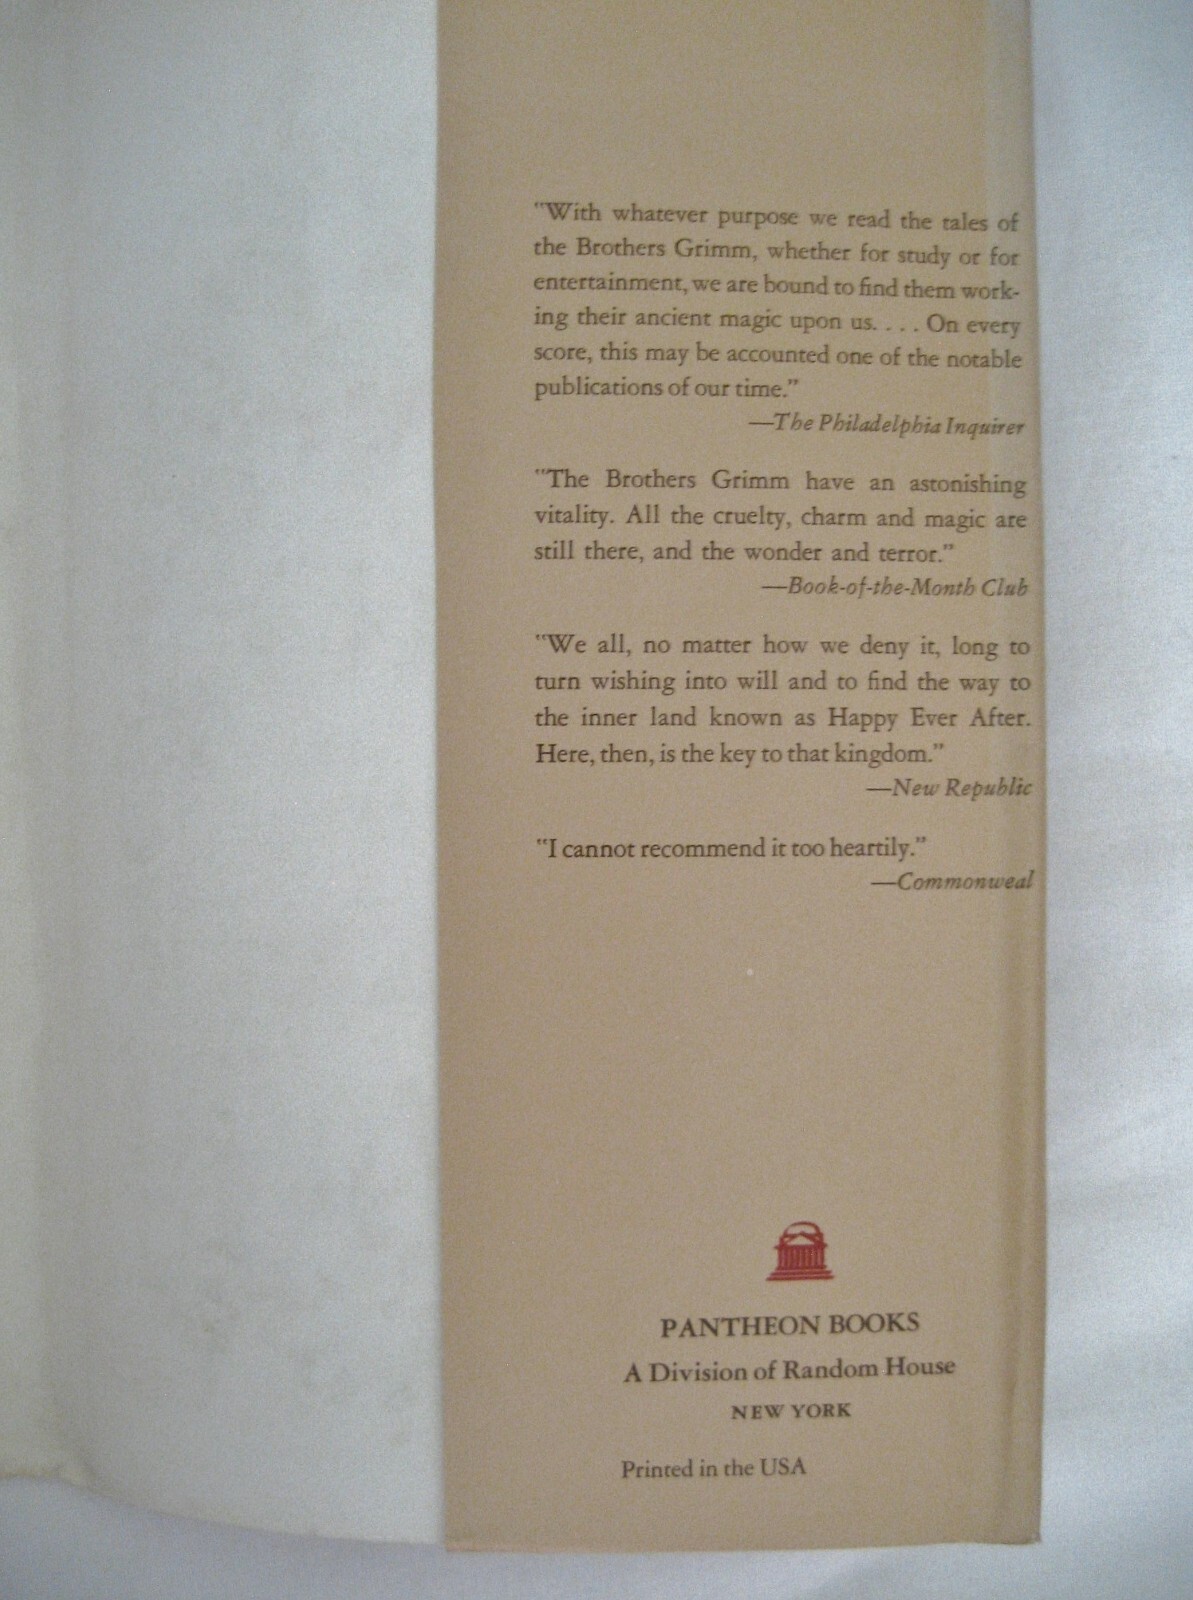 "With whatever purpose we read the tales of
the Brothers Grimm, whether for study or for
entertainment, we are bound to find them work-
ing their ancient magic upon us. . . . On every
score, this may be accounted one of the notable
publications of our time."
—The Philadelphia Inquirer
"The Brothers Grimm have an astonishing
vitality. All the cruelty, charm and magic are
still there, and the wonder and terror."
—Book-of-the-Month Club
"We all, no matter how we deny it, long to
turn wishing into will and to find the way to
the inner land known as Happy Ever After.
Here, then, is the key to that kingdom."
—New Republic
"I cannot recommend it too heartily."
—Commonweal
PANTHEON BOOKS
A Division of Random House
NEW YORK
Printed in the USA